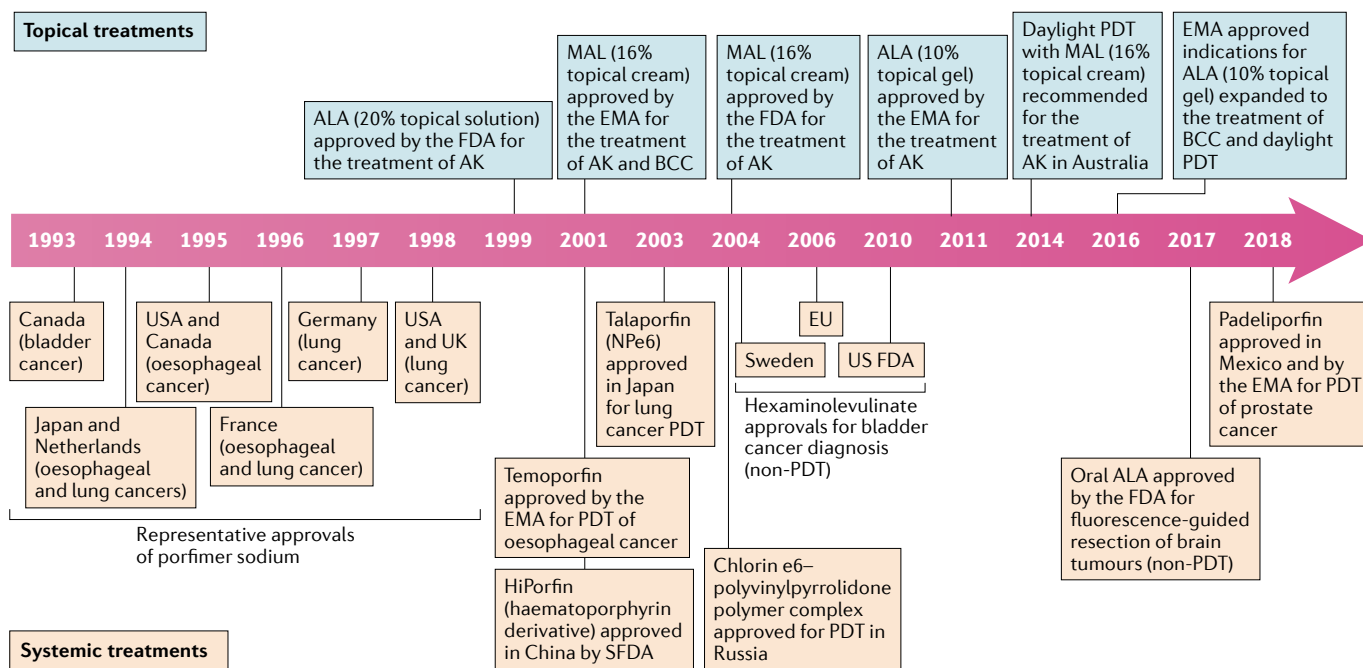 Topical treatments
ALA (20% topical solution)
approved by the FDA for
the treatment of AK
MAL (16%
topical cream)
approved by
the EMA for
the treatment
of AK and BCC
MAL (16%
topical cream)
approved by
the FDA for
the treatment
of AK
ALA (10%
topical gel)
approved by
the EMA for
the treatment
of AK
Daylight PDT
with MAL (16%
topical cream)
recommended
for the
treatment of
AK in Australia
EMA approved
indications for
ALA (10% topical
gel) expanded to
the treatment of
BCC and daylight
PDT
1993 1994 1995 1996 1997 1998 1999 2001 2003 2004 2006 2010 2011 2014 2016 2017 2018
Canada
(bladder
cancer)
Japan and
Netherlands
(oesophageal
and lung cancers)
USA and
Canada
(oesophageal
cancer)
France
(oesophageal
and lung cancer)
Germany
(lung
cancer)
USA
and UK
(lung
cancer)
Representative approvals
of porfimer sodium
Temoporfin
approved by the
EMA for PDT of
oesophageal cancer
HiPorfin
(haematoporphyrin
derivative) approved
in China by SFDA
Talaporfin
(NPe6)
approved
in Japan
for lung
cancer PDT
Chlorin e6–
polyvinylpyrrolidone
polymer complex
approved for PDT in
Russia
Sweden
EU
US FDA
Hexaminolevulinate
approvals for bladder
cancer diagnosis
(non-PDT)
Oral ALA approved
by the FDA for
fluorescence-guided
resection of brain
tumours (non-PDT)
Padeliporfin
approved in
Mexico and by
the EMA for PDT
of prostate
cancer
Systemic treatments